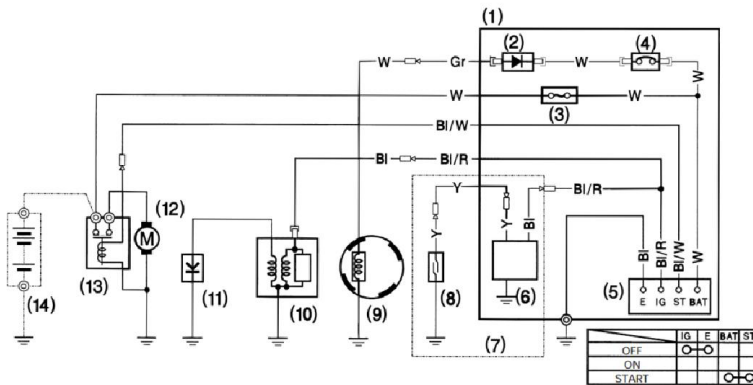 (1)
(2) (4)
W Gr W W
W W
(3)
Bl/W
Bl Bl/R
Y Bl/R
(12)
M
Y Y Bl Bl Bl/R Bl/W W
(5) E IG ST BAT
(14) (13) (11) (10) (9) (8) (6)
(7)
IG E BAT ST
OFF
ON
START